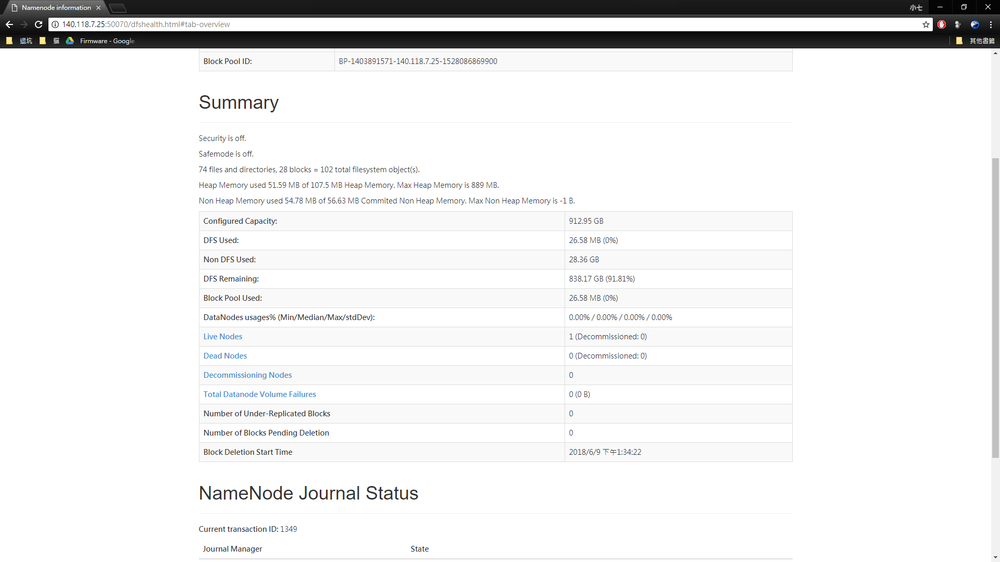 Namenode information
小七
140.118.7.25:50070/dfshealth.html#tab-overview
退坑 貓 Firmware - Google 其他書籤
Block Pool ID: BP-1403891571-140.118.7.25-1528086869900
Summary
Security is off.
Safemode is off.
74 files and directories, 28 blocks = 102 total filesystem object(s).
Heap Memory used 51.59 MB of 107.5 MB Heap Memory. Max Heap Memory is 889 MB.
Non Heap Memory used 54.78 MB of 56.63 MB Commited Non Heap Memory. Max Non Heap Memory is -1 B.
Configured Capacity: 912.95 GB
DFS Used: 26.58 MB (0%)
Non DFS Used: 28.36 GB
DFS Remaining: 838.17 GB (91.81%)
Block Pool Used: 26.58 MB (0%)
DataNodes usages% (Min/Median/Max/stdDev): 0.00% / 0.00% / 0.00% / 0.00%
Live Nodes 1 (Decommissioned: 0)
Dead Nodes 0 (Decommissioned: 0)
Decommissioning Nodes 0
Total Datanode Volume Failures 0 (0 B)
Number of Under-Replicated Blocks 0
Number of Blocks Pending Deletion 0
Block Deletion Start Time 2018/6/9 下午1:34:22
NameNode Journal Status
Current transaction ID: 1349
Journal Manager State